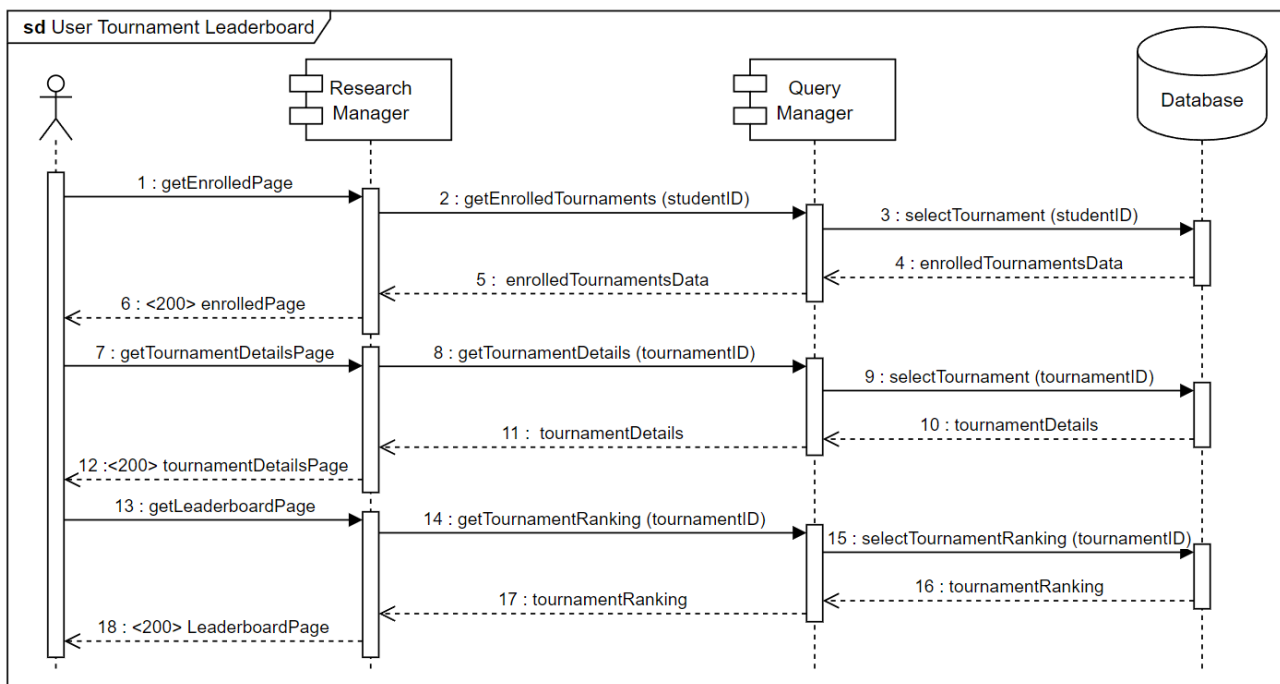 sd User Tournament Leaderboard
Research
Manager
Query
Manager
Database
1 : getEnrolledPage
2 : getEnrolledTournaments (studentID)
3 : selectTournament (studentID)
4 : enrolledTournamentsData
5 : enrolledTournamentsData
6 : <200> enrolledPage
7 : getTournamentDetailsPage
8 : getTournamentDetails (tournamentID)
9 : selectTournament (tournamentID)
10 : tournamentDetails
11 : tournamentDetails
12 :<200> tournamentDetailsPage
13 : getLeaderboardPage
14 : getTournamentRanking (tournamentID)
15 : selectTournamentRanking (tournamentID)
16 : tournamentRanking
17 : tournamentRanking
18 : <200> LeaderboardPage